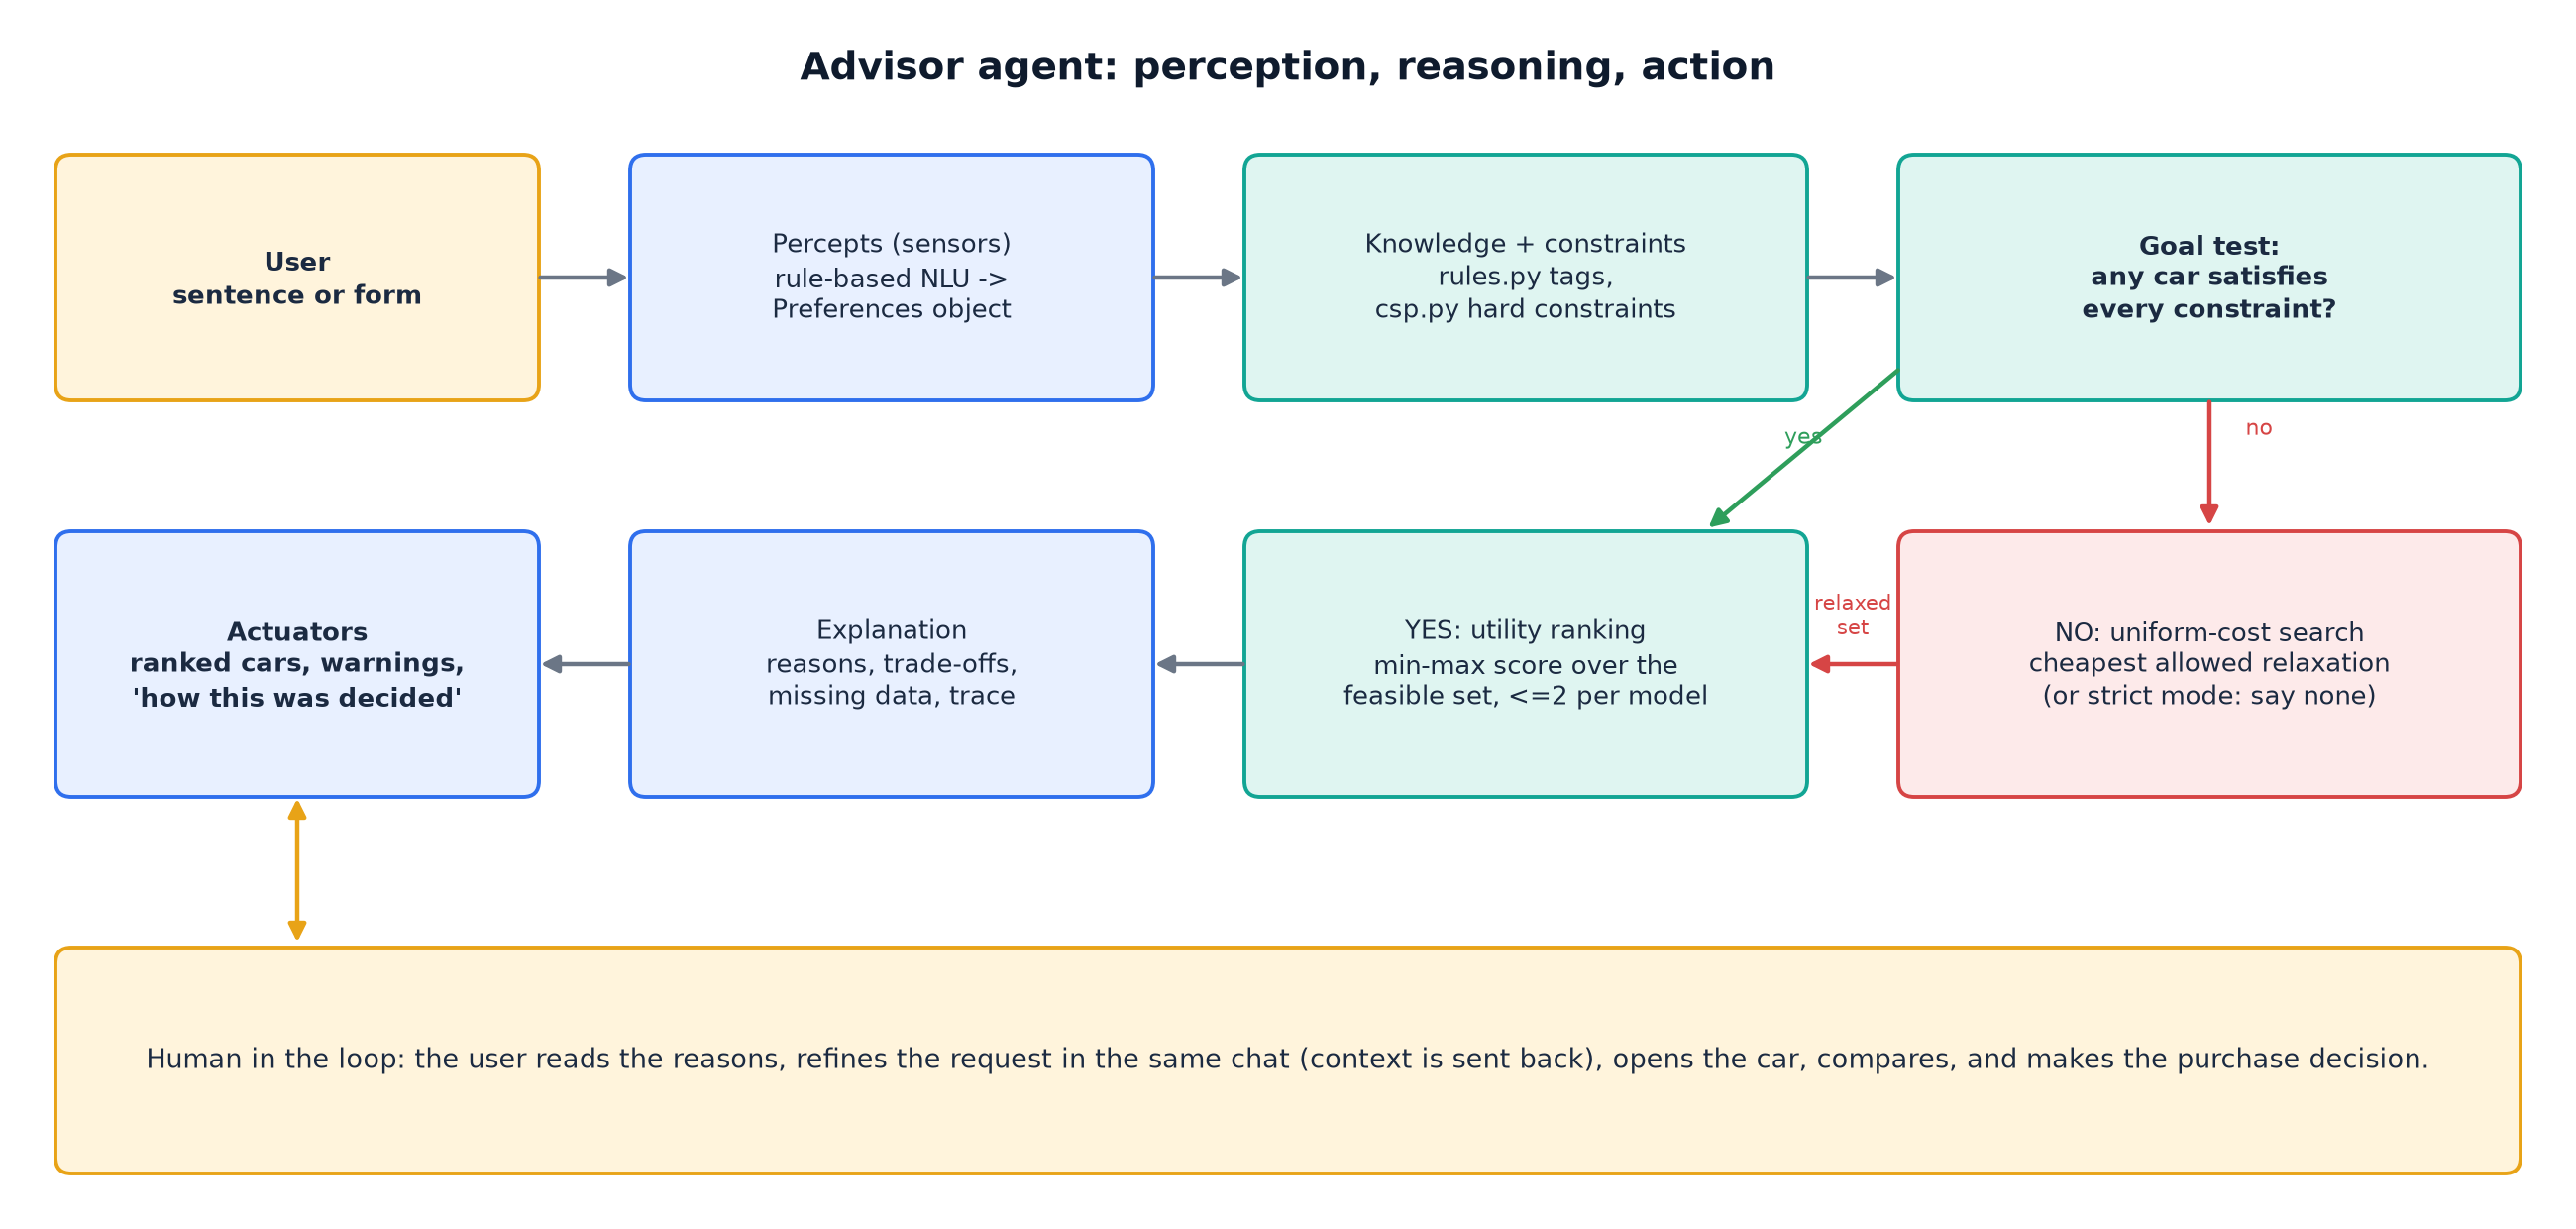 Advisor agent: perception, reasoning, action
User
sentence or form
Percepts (sensors)
rule-based NLU ->
Preferences object
Knowledge + constraints
rules.py tags,
csp.py hard constraints
Goal test:
any car satisfies
every constraint?
yes
no
Actuators
ranked cars, warnings,
'how this was decided'
Explanation
reasons, trade-offs,
missing data, trace
YES: utility ranking
min-max score over the
feasible set, <=2 per model
relaxed
set
NO: uniform-cost search
cheapest allowed relaxation
(or strict mode: say none)
Human in the loop: the user reads the reasons, refines the request in the same chat (context is sent back), opens the car, compares, and makes the purchase decision.